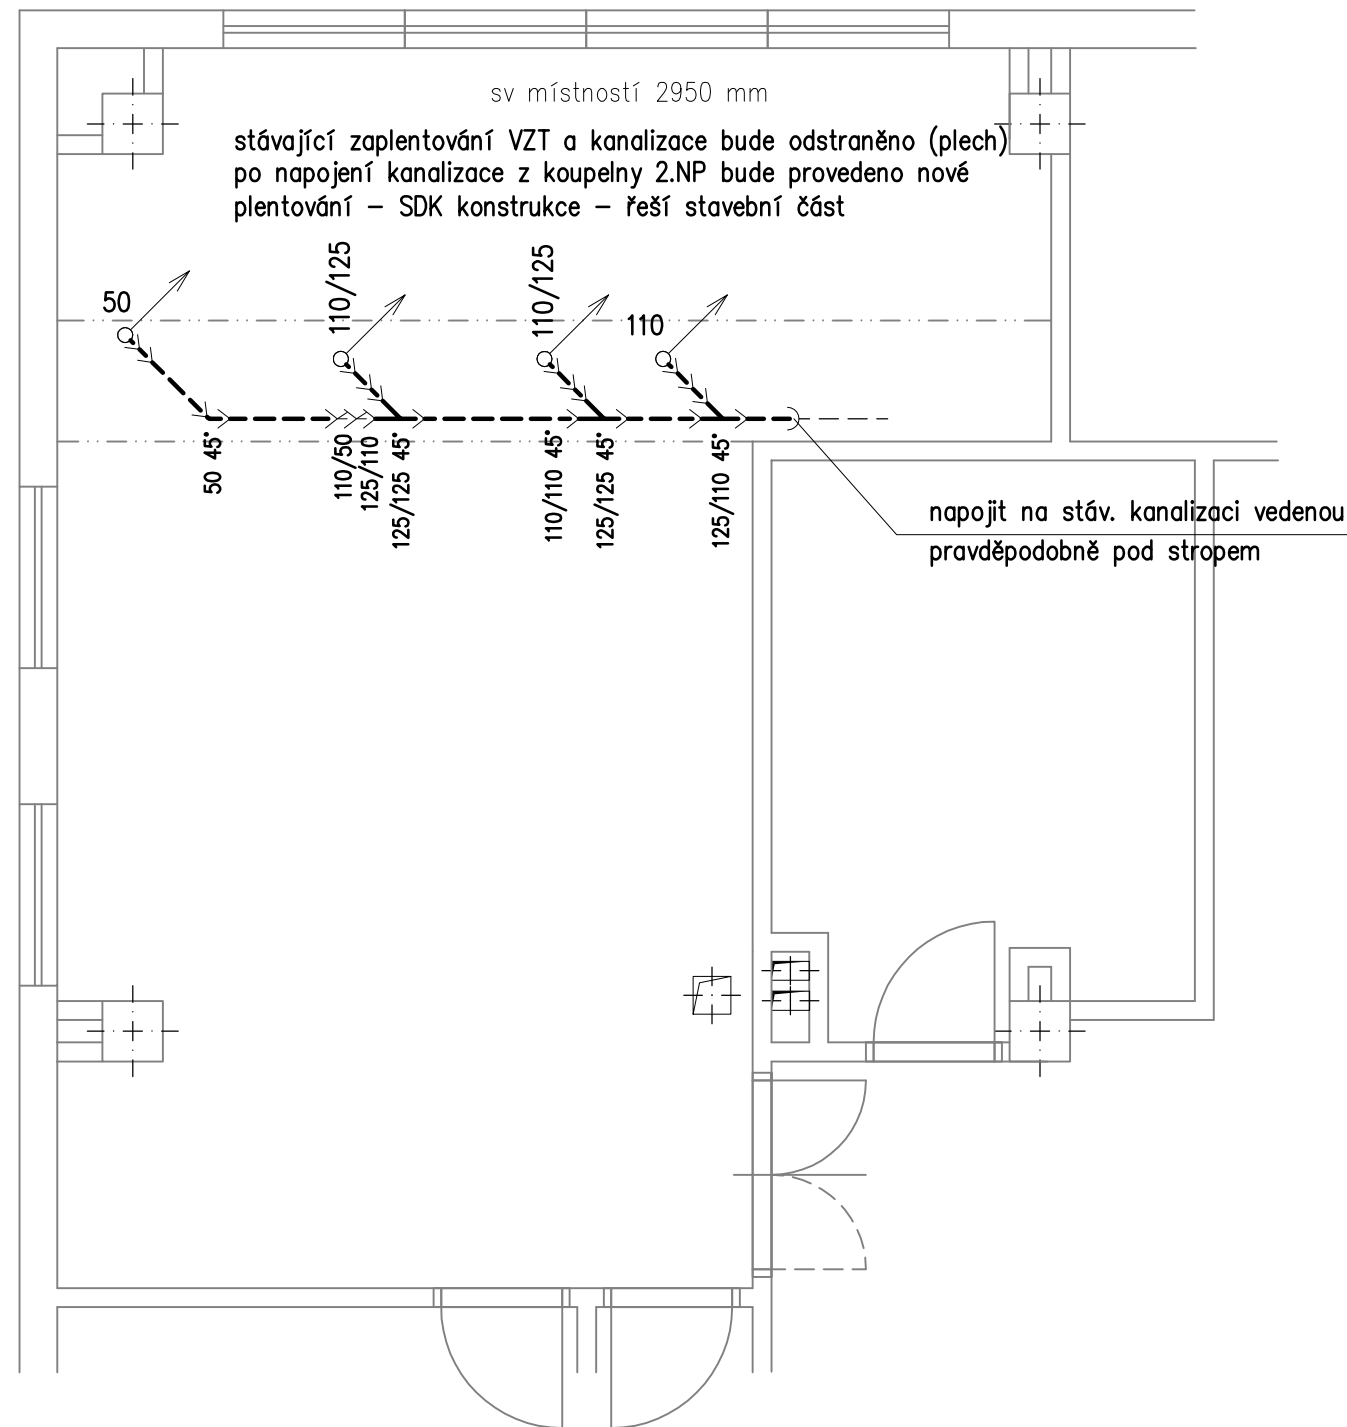 sv místností 2950 mm
stávající zaplentování VZT a kanalizace bude odstraněno (plech)
po napojení kanalizace z koupelny 2.NP bude provedeno nové
plentování – SDK konstrukce – řeší stavební část
50
110/125
110/125
110
50 45°
110/50
125/110
125/125 45°
110/110 45°
125/125 45°
125/110 45°
napojit na stáv. kanalizaci vedenou
pravděpodobně pod stropem